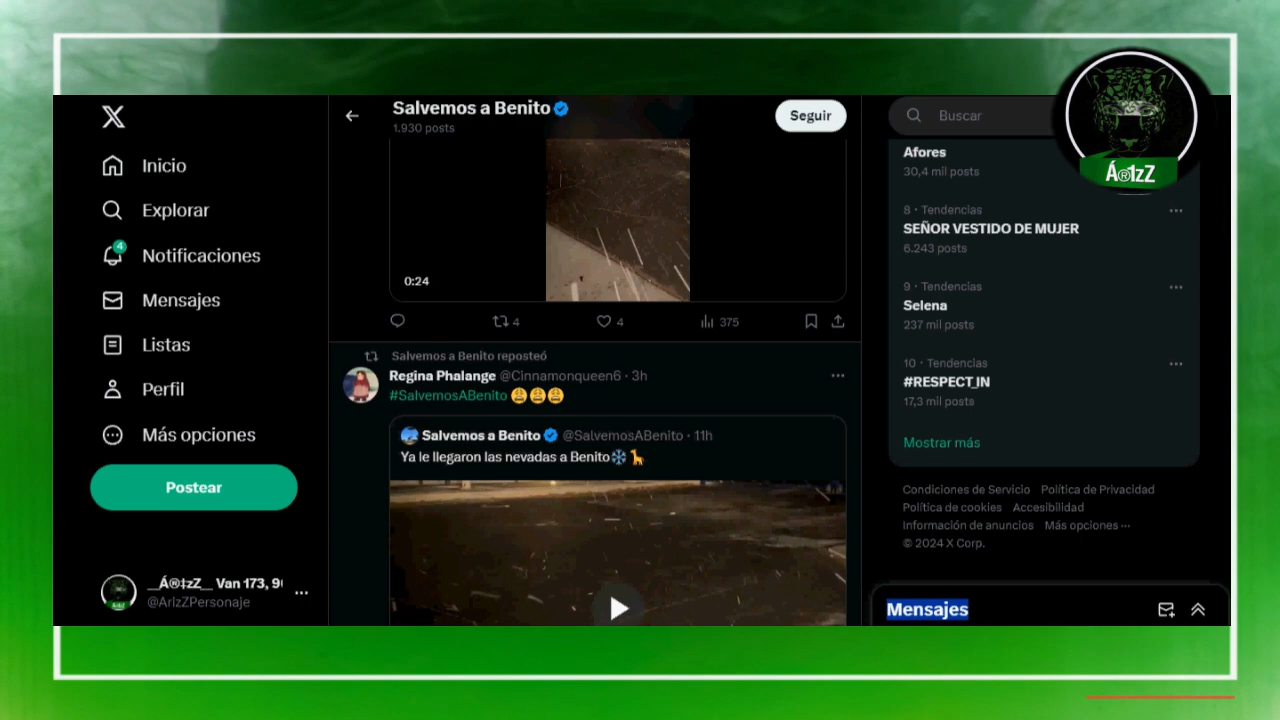 Inicio
Explorar
4
Notificaciones
Mensajes
Listas
Perfil
Más opciones
Postear
__Á®‡zZ__ Van 173, 9
@ArizZPersonaje
Salvemos a Benito
1.930 posts
Seguir
0:24
4
4
375
Salvemos a Benito reposteó
Regina Phalange @Cinnamonqueen6 · 3h
#SalvemosABenito 😩😩😩
Salvemos a Benito @SalvemosABenito · 11h
Ya le llegaron las nevadas a Benito❄️🦒
Buscar
Á®1zZ
Afores
30,4 mil posts
8 · Tendencias
SEÑOR VESTIDO DE MUJER
6.243 posts
9 · Tendencias
Selena
237 mil posts
10 · Tendencias
#RESPECT_IN
17,3 mil posts
Mostrar más
Condiciones de Servicio Política de Privacidad
Política de cookies Accesibilidad
Información de anuncios Más opciones ···
© 2024 X Corp.
Mensajes